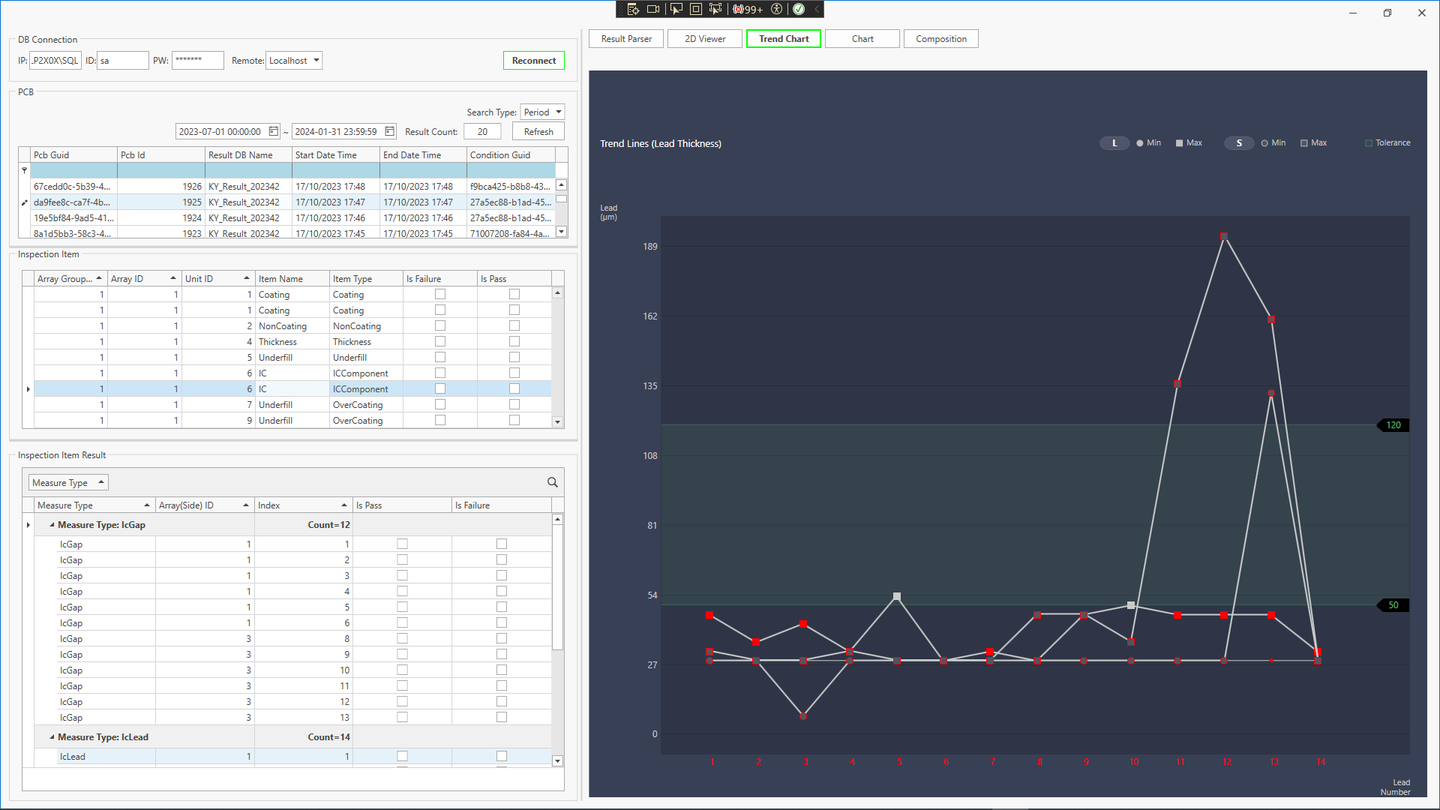 99+
DB Connection
IP: .P2X0X\SQL ID: sa PW: ******* Remote: Localhost Reconnect
PCB
Search Type: Period
2023-07-01 00:00:00 ~ 2024-01-31 23:59:59 Result Count: 20 Refresh
Pcb Guid Pcb Id Result DB Name Start Date Time End Date Time Condition Guid
67cedd0c-5b39-4... 1926 KY_Result_202342 17/10/2023 17:48 17/10/2023 17:48 f9bca425-b8b8-43...
da9fee8c-ca7f-4b... 1925 KY_Result_202342 17/10/2023 17:47 17/10/2023 17:47 27a5ec88-b1ad-45...
19e5bf84-9ad5-41... 1924 KY_Result_202342 17/10/2023 17:46 17/10/2023 17:46 27a5ec88-b1ad-45...
8a1d5bb3-58c3-4... 1923 KY_Result_202342 17/10/2023 17:45 17/10/2023 17:45 71007208-fa84-4a...
Inspection Item
Array Group... Array ID Unit ID Item Name Item Type Is Failure Is Pass
1 1 1 Coating Coating
1 1 1 Coating Coating
1 1 2 NonCoating NonCoating
1 1 4 Thickness Thickness
1 1 5 Underfill Underfill
1 1 6 IC ICComponent
1 1 6 IC ICComponent
1 1 7 Underfill OverCoating
1 1 9 Underfill OverCoating
Inspection Item Result
Measure Type
Measure Type Array(Side) ID Index Is Pass Is Failure
Measure Type: IcGap Count=12
IcGap 1 1
IcGap 1 2
IcGap 1 3
IcGap 1 4
IcGap 1 5
IcGap 1 6
IcGap 3 8
IcGap 3 9
IcGap 3 10
IcGap 3 11
IcGap 3 12
IcGap 3 13
Measure Type: IcLead Count=14
IcLead 1 1
Result Parser 2D Viewer Trend Chart Chart Composition
Trend Lines (Lead Thickness) L Min Max S Min Max Tolerance
Lead
(μm)
189
162
135
120
108
81
54
50
27
0
1 2 3 4 5 6 7 8 9 10 11 12 13 14
Lead
Number